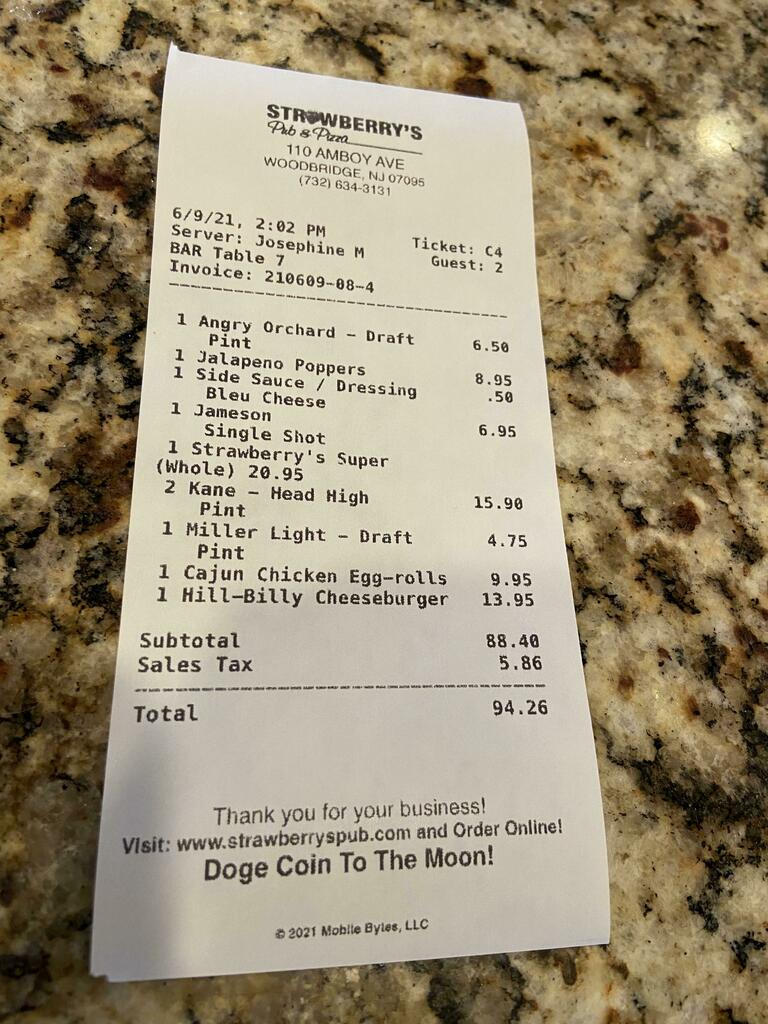 STRAWBERRY'S
Pub & Pizza
110 AMBOY AVE
WOODBRIDGE, NJ 07095
(732) 634-3131
6/9/21, 2:02 PM
Server: Josephine M Ticket: C4
BAR Table 7 Guest: 2
Invoice: 210609-08-4
1 Angry Orchard - Draft 6.50
Pint
1 Jalapeno Poppers 8.95
1 Side Sauce / Dressing .50
Bleu Cheese
1 Jameson 6.95
Single Shot
1 Strawberry's Super
(Whole) 20.95
2 Kane - Head High 15.90
Pint
1 Miller Light - Draft 4.75
Pint
1 Cajun Chicken Egg-rolls 9.95
1 Hill-Billy Cheeseburger 13.95
Subtotal 88.40
Sales Tax 5.86
Total 94.26
Thank you for your business!
Visit: www.strawberryspub.com and Order Online!
Doge Coin To The Moon!
© 2021 Mobile Bytes, LLC